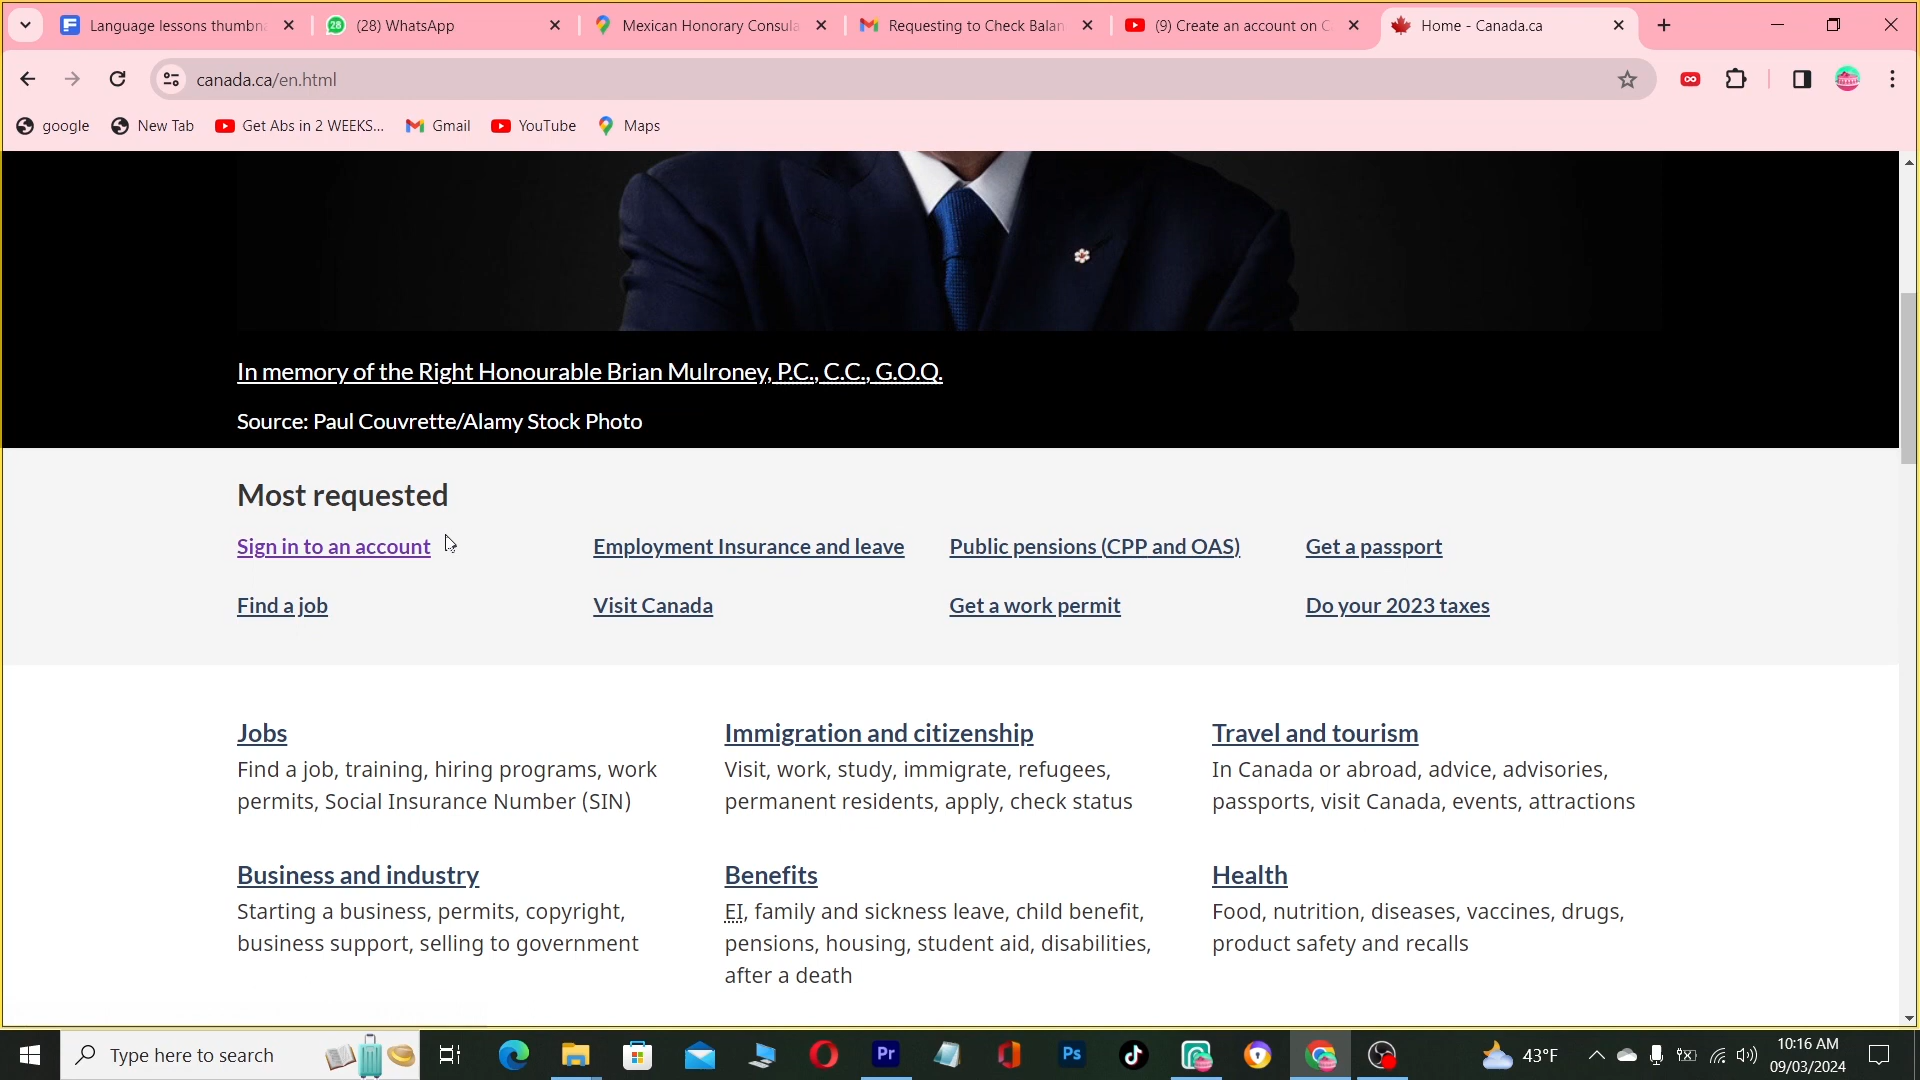 Language lessons thumbn
(28) WhatsApp
Mexican Honorary Consula
Requesting to Check Balan
(9) Create an account on C
Home - Canada.ca
canada.ca/en.html
google
New Tab
Get Abs in 2 WEEKS...
Gmail
YouTube
Maps
In memory of the Right Honourable Brian Mulroney, P.C., C.C., G.O.Q.
Source: Paul Couvrette/Alamy Stock Photo
Most requested
Sign in to an account
Employment Insurance and leave
Public pensions (CPP and OAS)
Get a passport
Find a job
Visit Canada
Get a work permit
Do your 2023 taxes
Jobs
Find a job, training, hiring programs, work
permits, Social Insurance Number (SIN)
Immigration and citizenship
Visit, work, study, immigrate, refugees,
permanent residents, apply, check status
Travel and tourism
In Canada or abroad, advice, advisories,
passports, visit Canada, events, attractions
Business and industry
Starting a business, permits, copyright,
business support, selling to government
Benefits
EI, family and sickness leave, child benefit,
pensions, housing, student aid, disabilities,
after a death
Health
Food, nutrition, diseases, vaccines, drugs,
product safety and recalls
Type here to search
Pr
Ps
43°F
10:16 AM
09/03/2024